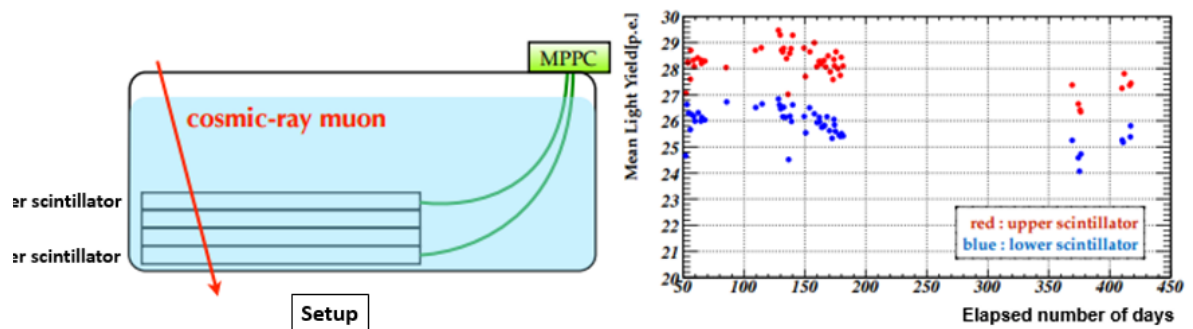 MPPC
cosmic-ray muon
er scintillator
er scintillator
Setup
Mean Light Yield[p.e.]
30
29
28
27
26
25
24
23
22
21
20
50 100 150 200 250 300 350 400 450
red : upper scintillator
blue : lower scintillator
Elapsed number of days